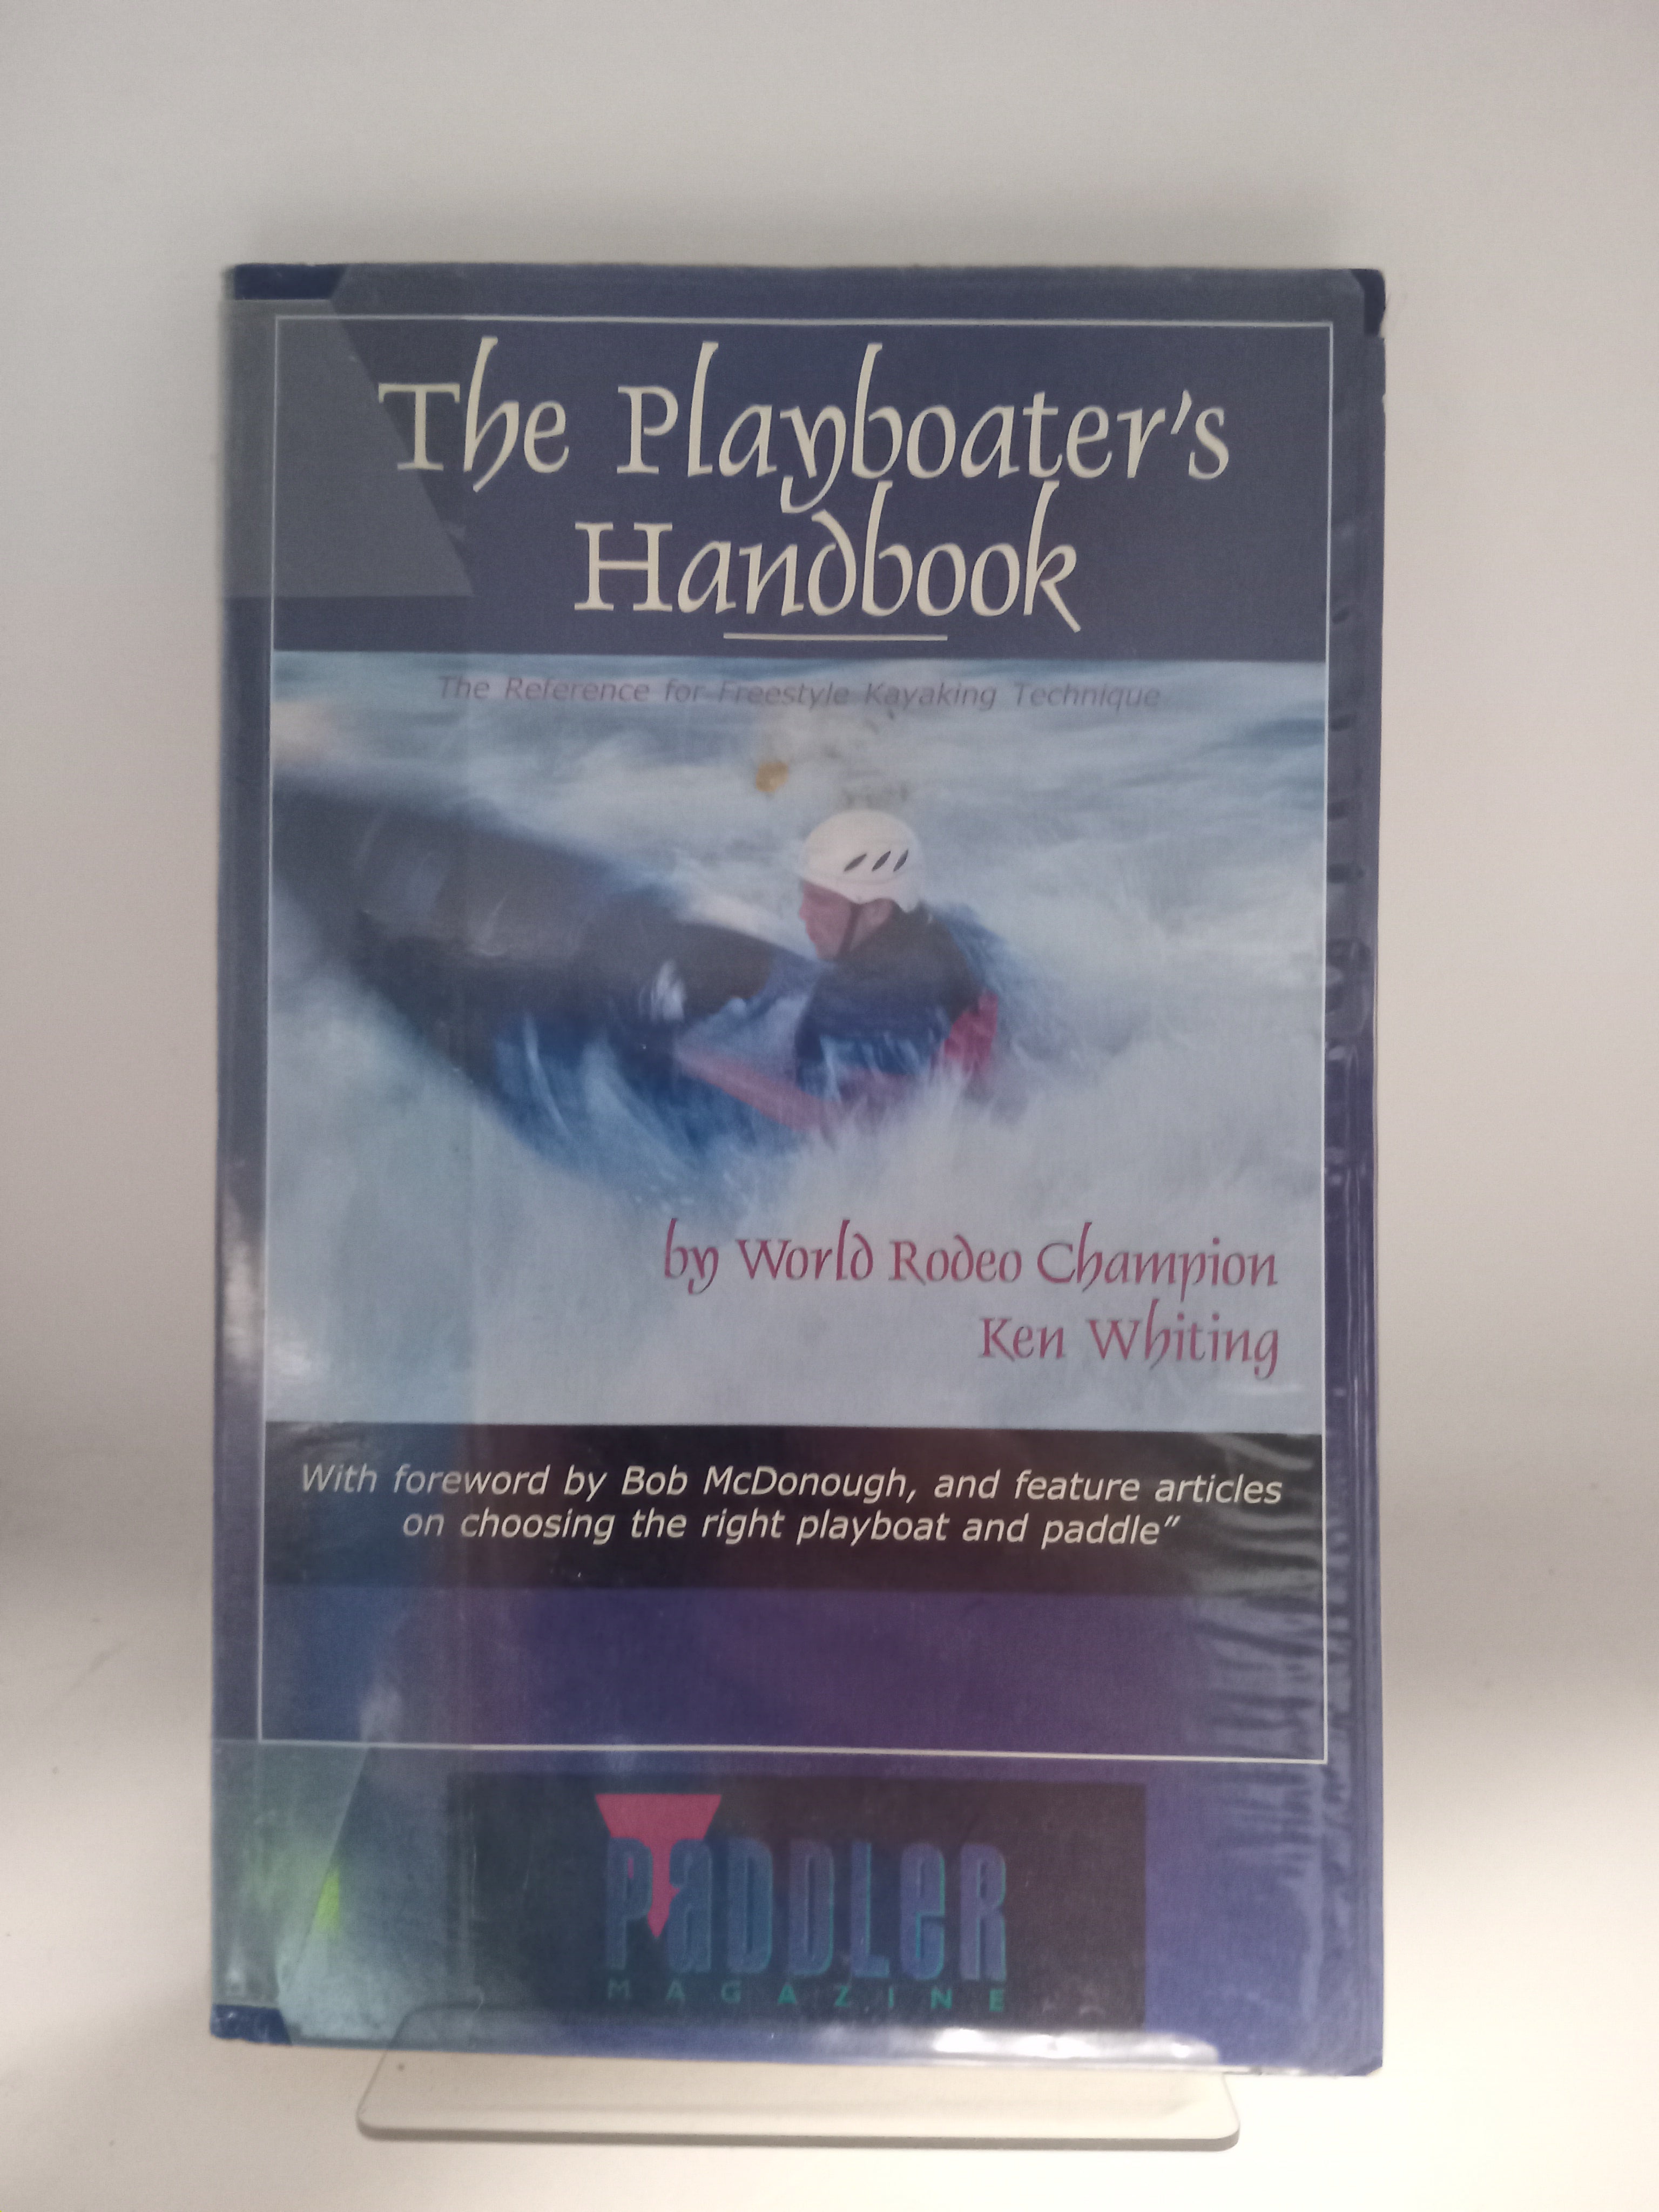 The Playboater's
Handbook
The Reference for Freestyle Kayaking Technique
by World Rodeo Champion
Ken Whiting
With foreword by Bob McDonough, and feature articles
on choosing the right playboat and paddle”
PADDLER
MAGAZINE